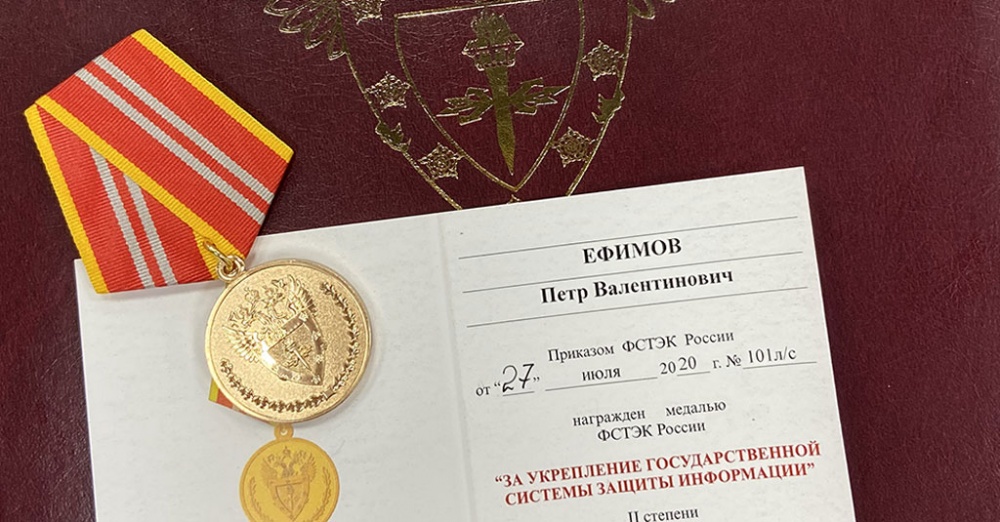 ЕФИМОВ
Петр Валентинович
Приказом ФСТЭК России
от “27” июля 2020 г. № 101л/с
награжден медалью
ФСТЭК России
“ЗА УКРЕПЛЕНИЕ ГОСУДАРСТВЕННОЙ
СИСТЕМЫ ЗАЩИТЫ ИНФОРМАЦИИ”
II степени